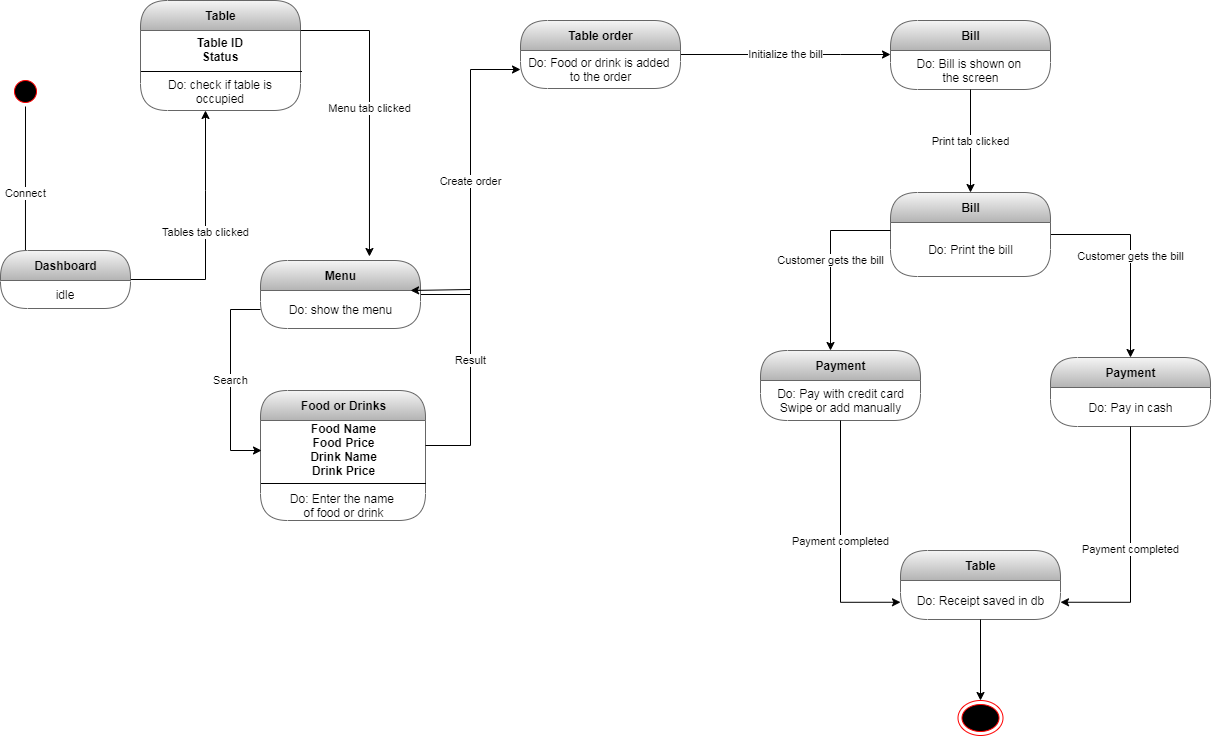 Table
Table ID
Status
Do: check if table is
occupied
Connect
Tables tab clicked
Dashboard
idle
Menu tab clicked
Menu
Do: show the menu
Search
Food or Drinks
Food Name
Food Price
Drink Name
Drink Price
Do: Enter the name
of food or drink
Result
Create order
Table order
Do: Food or drink is added
to the order
Initialize the bill
Bill
Do: Bill is shown on
the screen
Print tab clicked
Bill
Do: Print the bill
Customer gets the bill
Customer gets the bill
Payment
Do: Pay with credit card
Swipe or add manually
Payment
Do: Pay in cash
Payment completed
Payment completed
Table
Do: Receipt saved in db